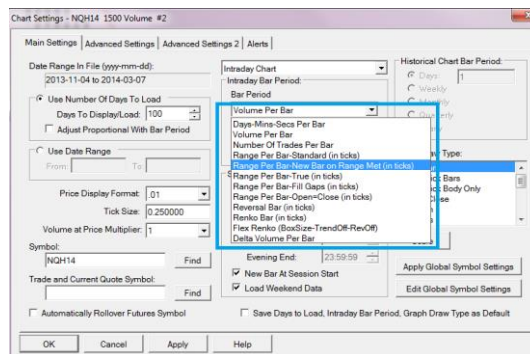 Chart Settings - NQH14 1500 Volume #2
Main Settings
Advanced Settings
Advanced Settings 2
Alerts
Date Range In File (yyy-mm-dd):
2013-11-04 to 2014-03-07
Use Number Of Days To Load
Days To Display/Load: 100
Adjust Proportional With Bar Period
Use Date Range
From: To:
Price Display Format: .01
Tick Size: 0.250000
Volume at Price Multiplier: 1
Symbol:
NQH14
Find
Trade and Current Quote Symbol:
Find
Automatically Rollover Futures Symbol
Intraday Chart
Intraday Bar Period:
Bar Period
Volume Per Bar
Days-Mins-Secs Per Bar
Volume Per Bar
Number Of Trades Per Bar
Range Per Bar-Standard (in ticks)
Range Per Bar-New Bar on Range Met (in ticks)
Range Per Bar-True (in ticks)
Range Per Bar-Fill Gaps (in ticks)
Range Per Bar-Open=Close (in ticks)
Reversal Bar (in ticks)
Renko Bar (in ticks)
Flex Renko (BoxSize-TrendOff-RevOff)
Delta Volume Per Bar
Evening End: 23:59:59
New Bar At Session Start
Load Weekend Data
Historical Chart Bar Period:
Days: 1
Weekly
Type:
Bars
Body Only
Apply Global Symbol Settings
Edit Global Symbol Settings
Save Days to Load, Intraday Bar Period, Graph Draw Type as Default
OK
Cancel
Apply
Help